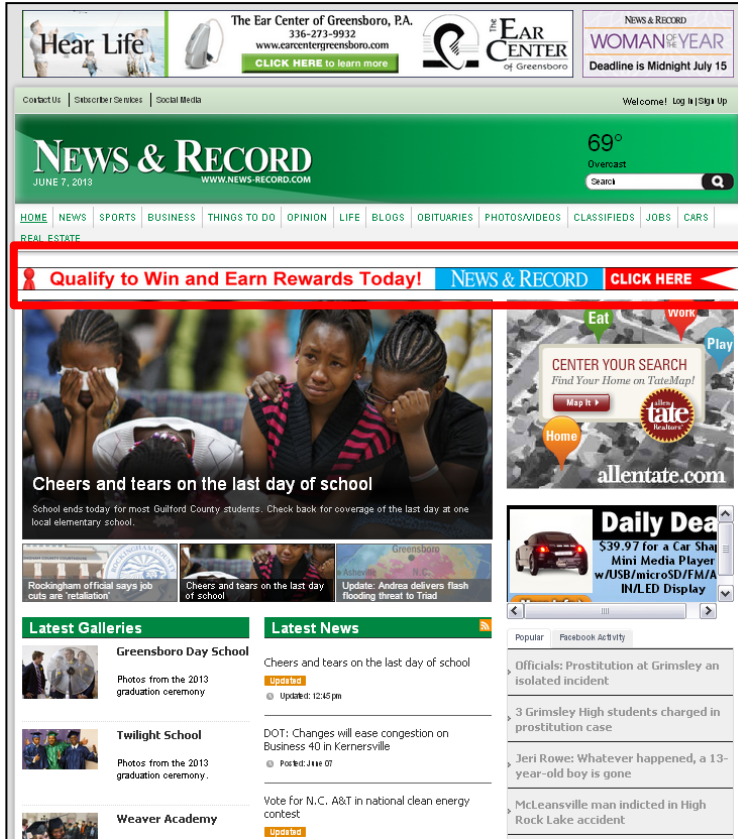 Hear Life
The Ear Center of Greensboro, P.A.
336-273-9932
www.earcentergreensboro.com
CLICK HERE to learn more
The EAR CENTER
of Greensboro
NEWS & RECORD
WOMAN OF THE YEAR
Deadline is Midnight July 15
Contact Us | Subscriber Services | Social Media
Welcome! Log In | Sign Up
NEWS & RECORD
JUNE 7, 2013
WWW.NEWS-RECORD.COM
69°
Overcast
Search
HOME NEWS SPORTS BUSINESS THINGS TO DO OPINION LIFE BLOGS OBITUARIES PHOTOS/VIDEOS CLASSIFIEDS JOBS CARS
REAL ESTATE
Qualify to Win and Earn Rewards Today! NEWS & RECORD CLICK HERE
Cheers and tears on the last day of school
School ends today for most Guilford County students. Check back for coverage of the last day at one
local elementary school.
Eat
Work
Play
CENTER YOUR SEARCH
Find Your Home on TateMap!
Map It
allen
tate
Realtors
Home
allentate.com
ROCKINGHAM
Rockingham official says job
cuts are 'retaliation'
Cheers and tears on the last day
of school
Greensboro
Asheville
N.C.
Update: Andrea delivers flash
flooding threat to Triad
Daily Dea
$39.97 for a Car Shap
Mini Media Player
w/USB/microSD/FM/A
IN/LED Display
Latest Galleries
Greensboro Day School
Photos from the 2013
graduation ceremony
Twilight School
Photos from the 2013
graduation ceremony.
Weaver Academy
Latest News
Cheers and tears on the last day of school
Updated
Updated: 12:45 pm
DOT: Changes will ease congestion on
Business 40 in Kernersville
Posted: June 07
Vote for N.C. A&T in national clean energy
contest
Updated
Popular Facebook Activity
Officials: Prostitution at Grimsley an
isolated incident
3 Grimsley High students charged in
prostitution case
Jeri Rowe: Whatever happened, a 13-
year-old boy is gone
McLeansville man indicted in High
Rock Lake accident